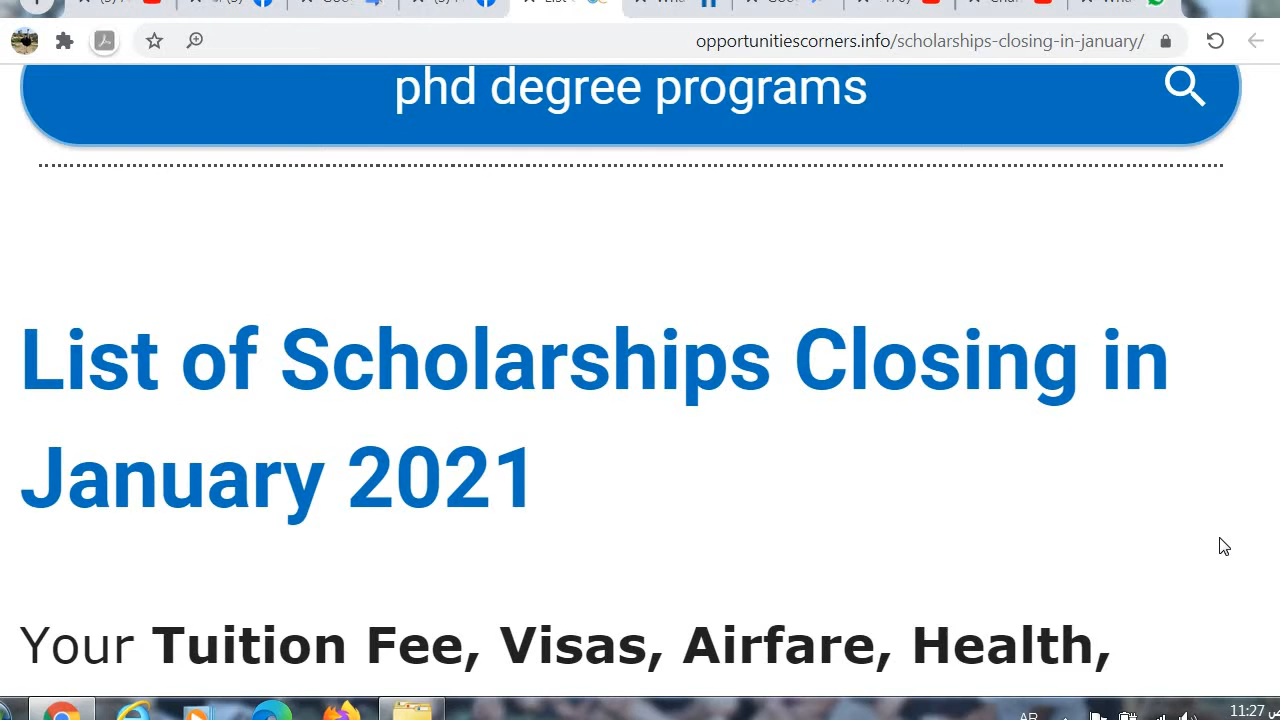 opportunitiescorners.info/scholarships-closing-in-january/
phd degree programs
List of Scholarships Closing in
January 2021
Your Tuition Fee, Visas, Airfare, Health,
AR
11:27 ص